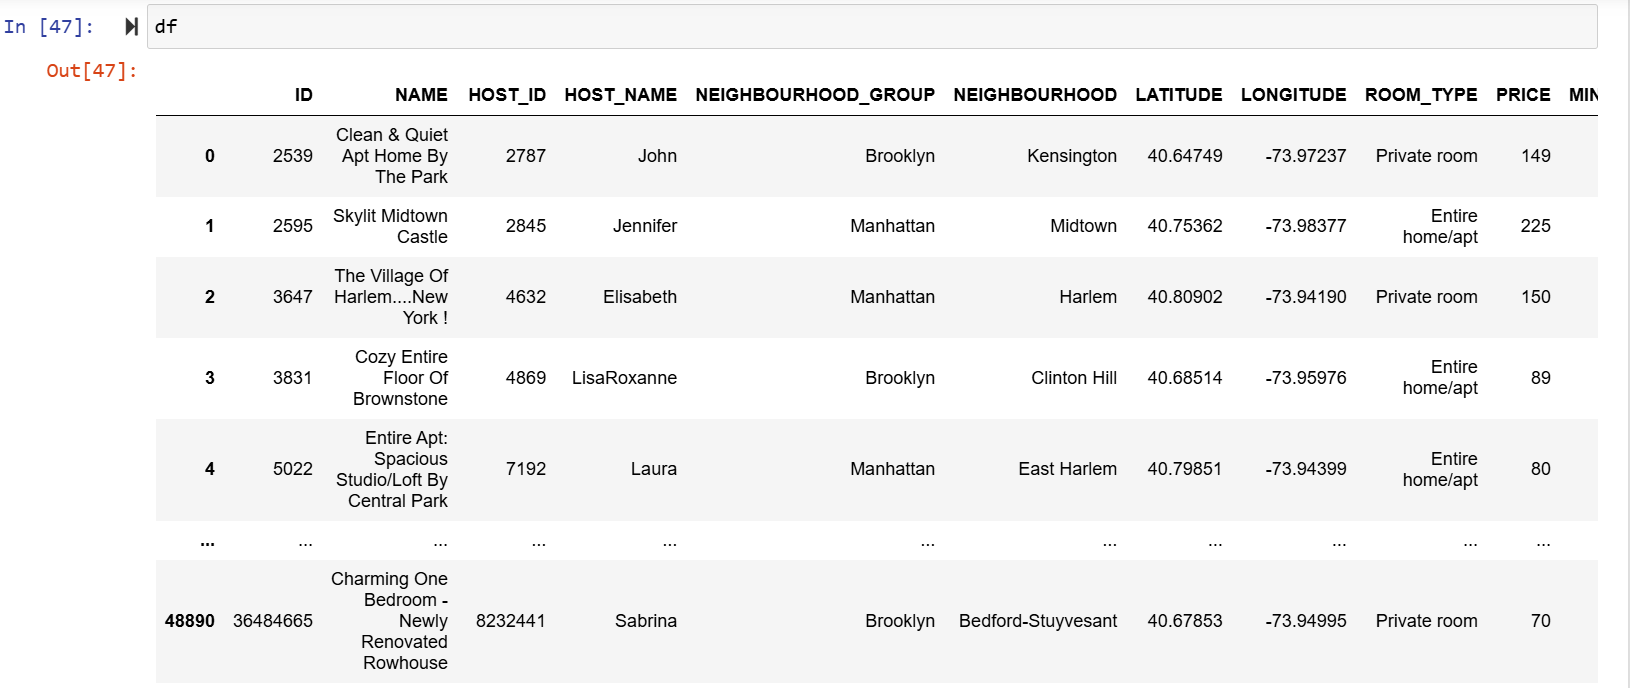 In [47]: df
Out[47]:
ID NAME HOST_ID HOST_NAME NEIGHBOURHOOD_GROUP NEIGHBOURHOOD LATITUDE LONGITUDE ROOM_TYPE PRICE MIN
Clean & Quiet
0 2539 Apt Home By 2787 John Brooklyn Kensington 40.64749 -73.97237 Private room 149
The Park
Skylit Midtown Entire
1 2595 Castle 2845 Jennifer Manhattan Midtown 40.75362 -73.98377 home/apt 225
The Village Of
2 3647 Harlem....New 4632 Elisabeth Manhattan Harlem 40.80902 -73.94190 Private room 150
York !
Cozy Entire Entire
3 3831 Floor Of 4869 LisaRoxanne Brooklyn Clinton Hill 40.68514 -73.95976 home/apt 89
Brownstone
Entire Apt:
Spacious Entire
4 5022 Studio/Loft By 7192 Laura Manhattan East Harlem 40.79851 -73.94399 home/apt 80
Central Park
... ... ... ... ... ... ... ... ... ... ...
Charming One
Bedroom -
48890 36484665 Newly 8232441 Sabrina Brooklyn Bedford-Stuyvesant 40.67853 -73.94995 Private room 70
Renovated
Rowhouse